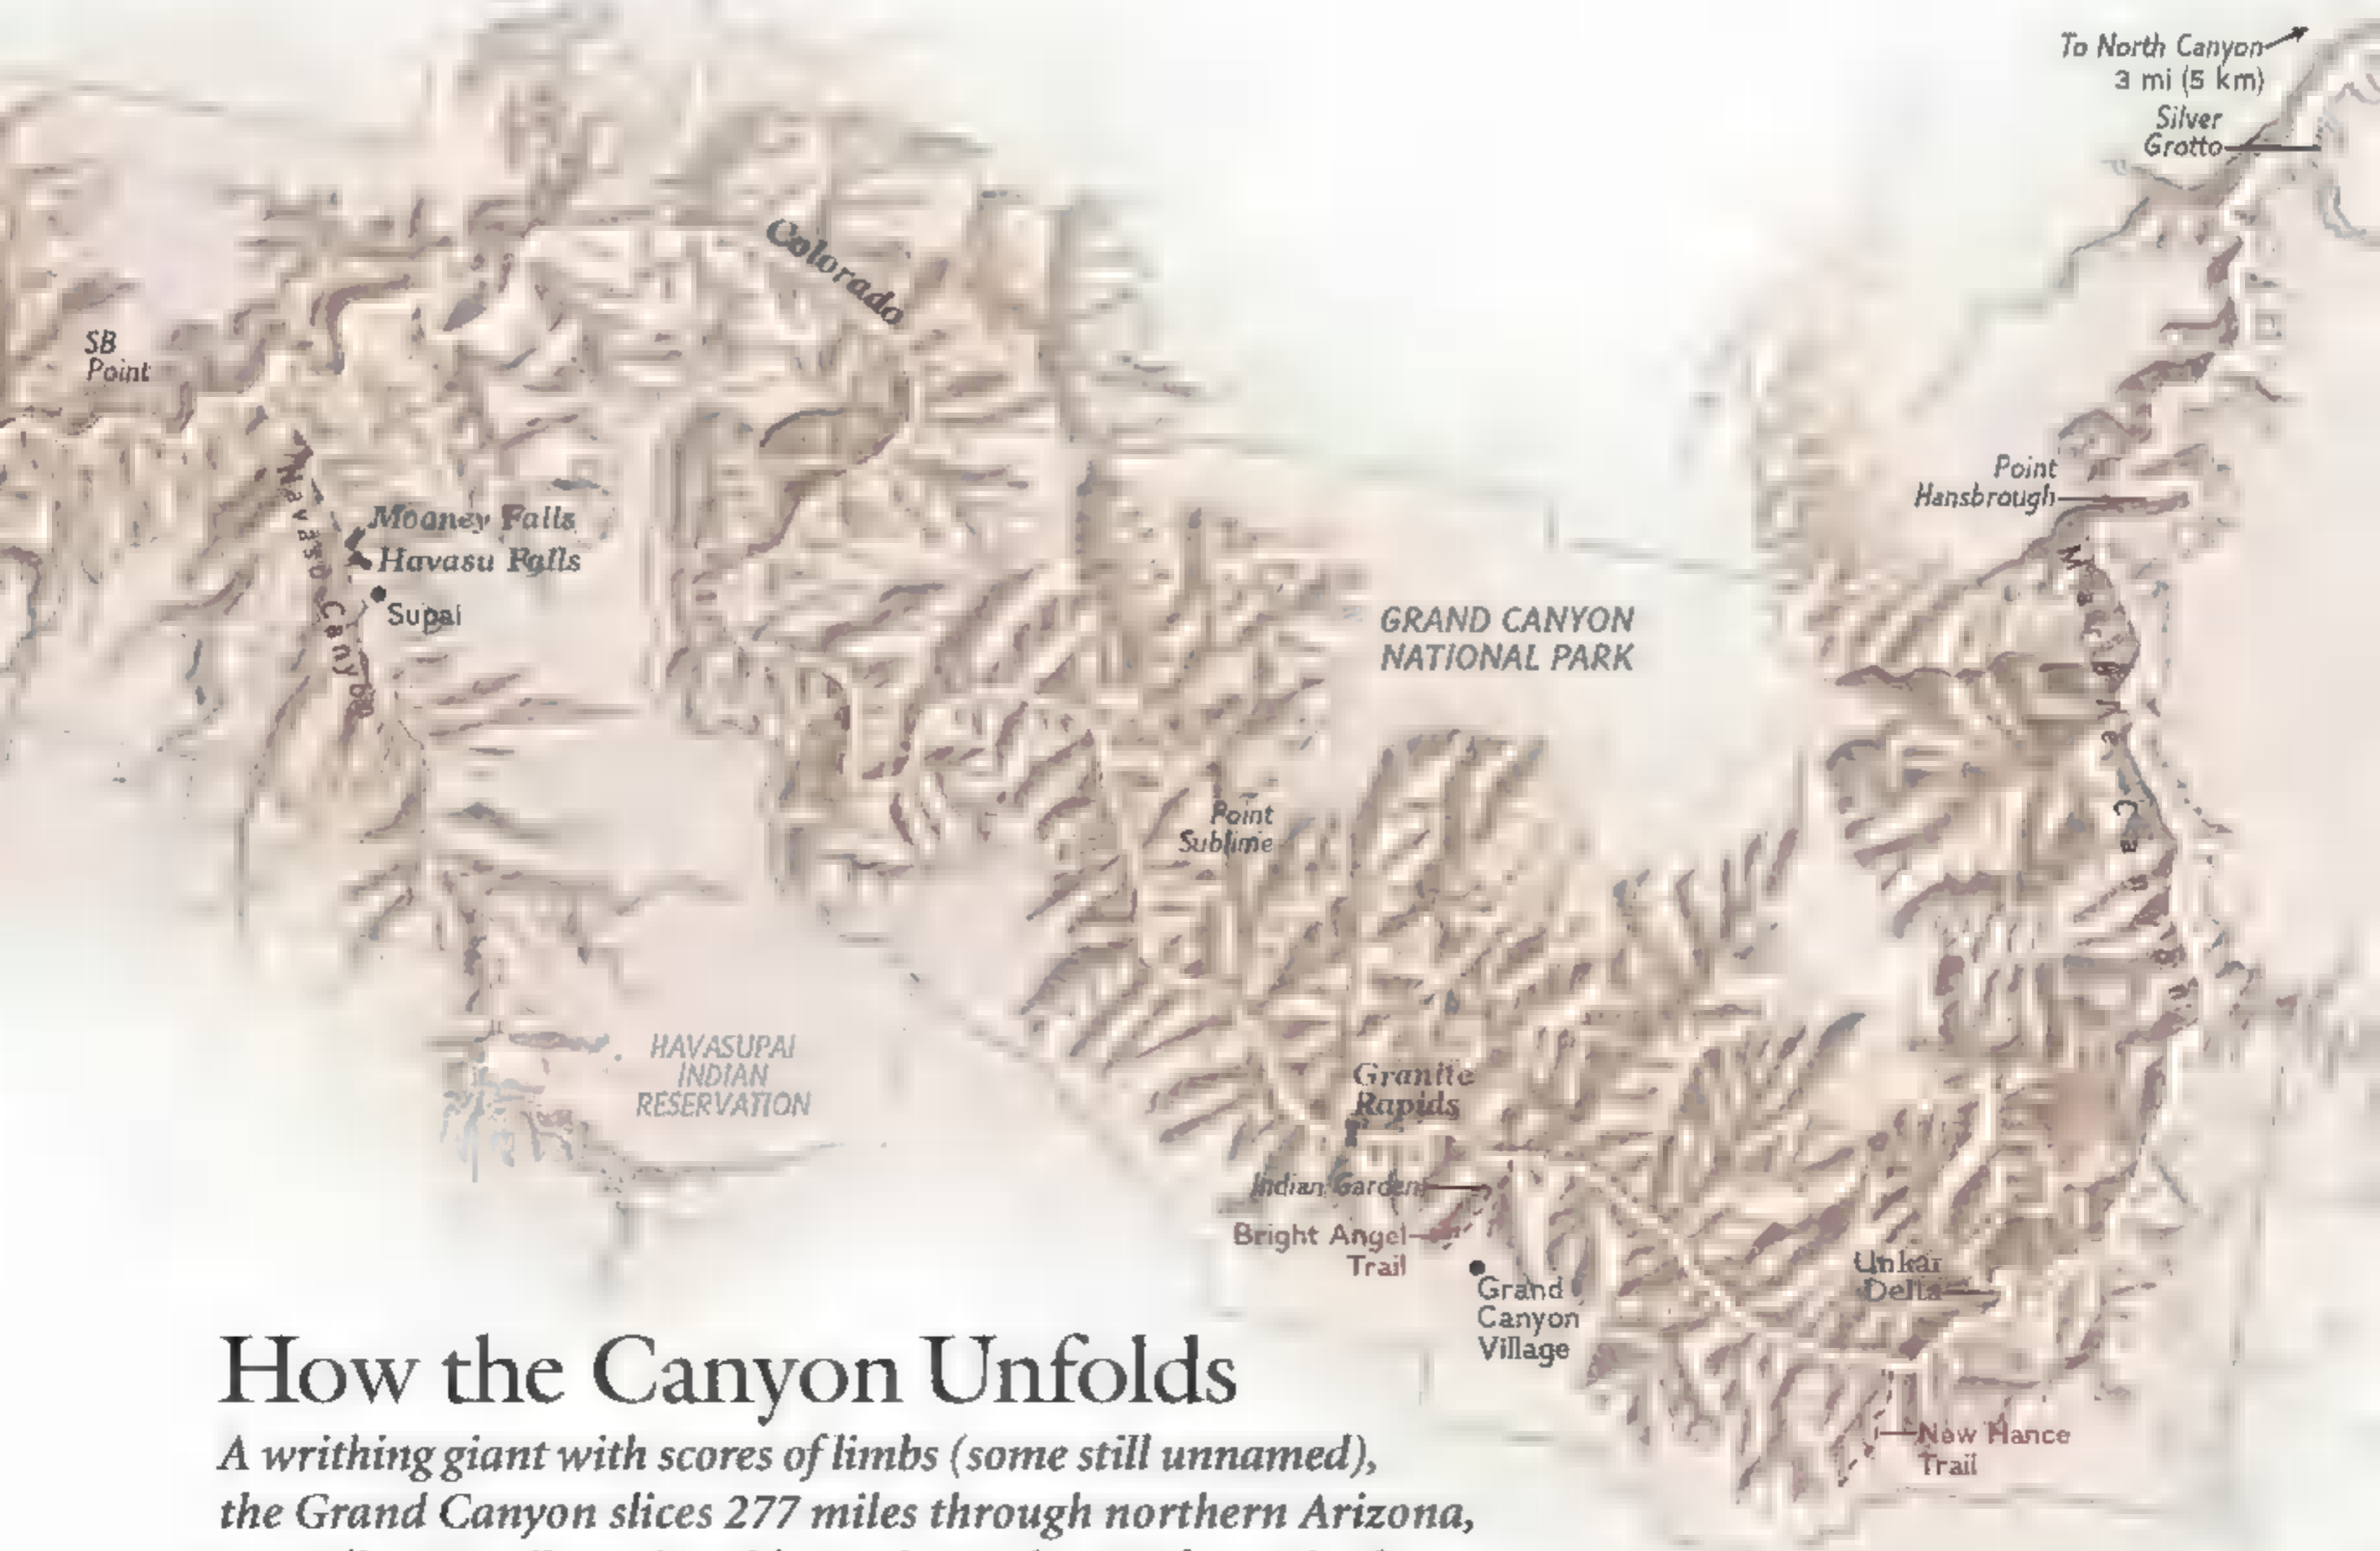 To North Canyon
3 mi (5 km)
Silver
Grotto
Colorado
SB
Point
Point
Hansbrough
Mooney Falls
Havasu Falls
Havasu Canyon
Supai
Marble Canyon
GRAND CANYON
NATIONAL PARK
Point
Sublime
HAVASUPAI
INDIAN
RESERVATION
Granite
Rapids
Indian Garden
Bright Angel
Trail
Grand
Canyon
Village
Unkar
Delta
New Hance
Trail
How the Canyon Unfolds
A writhing giant with scores of limbs (some still unnamed),
the Grand Canyon slices 277 miles through northern Arizona,